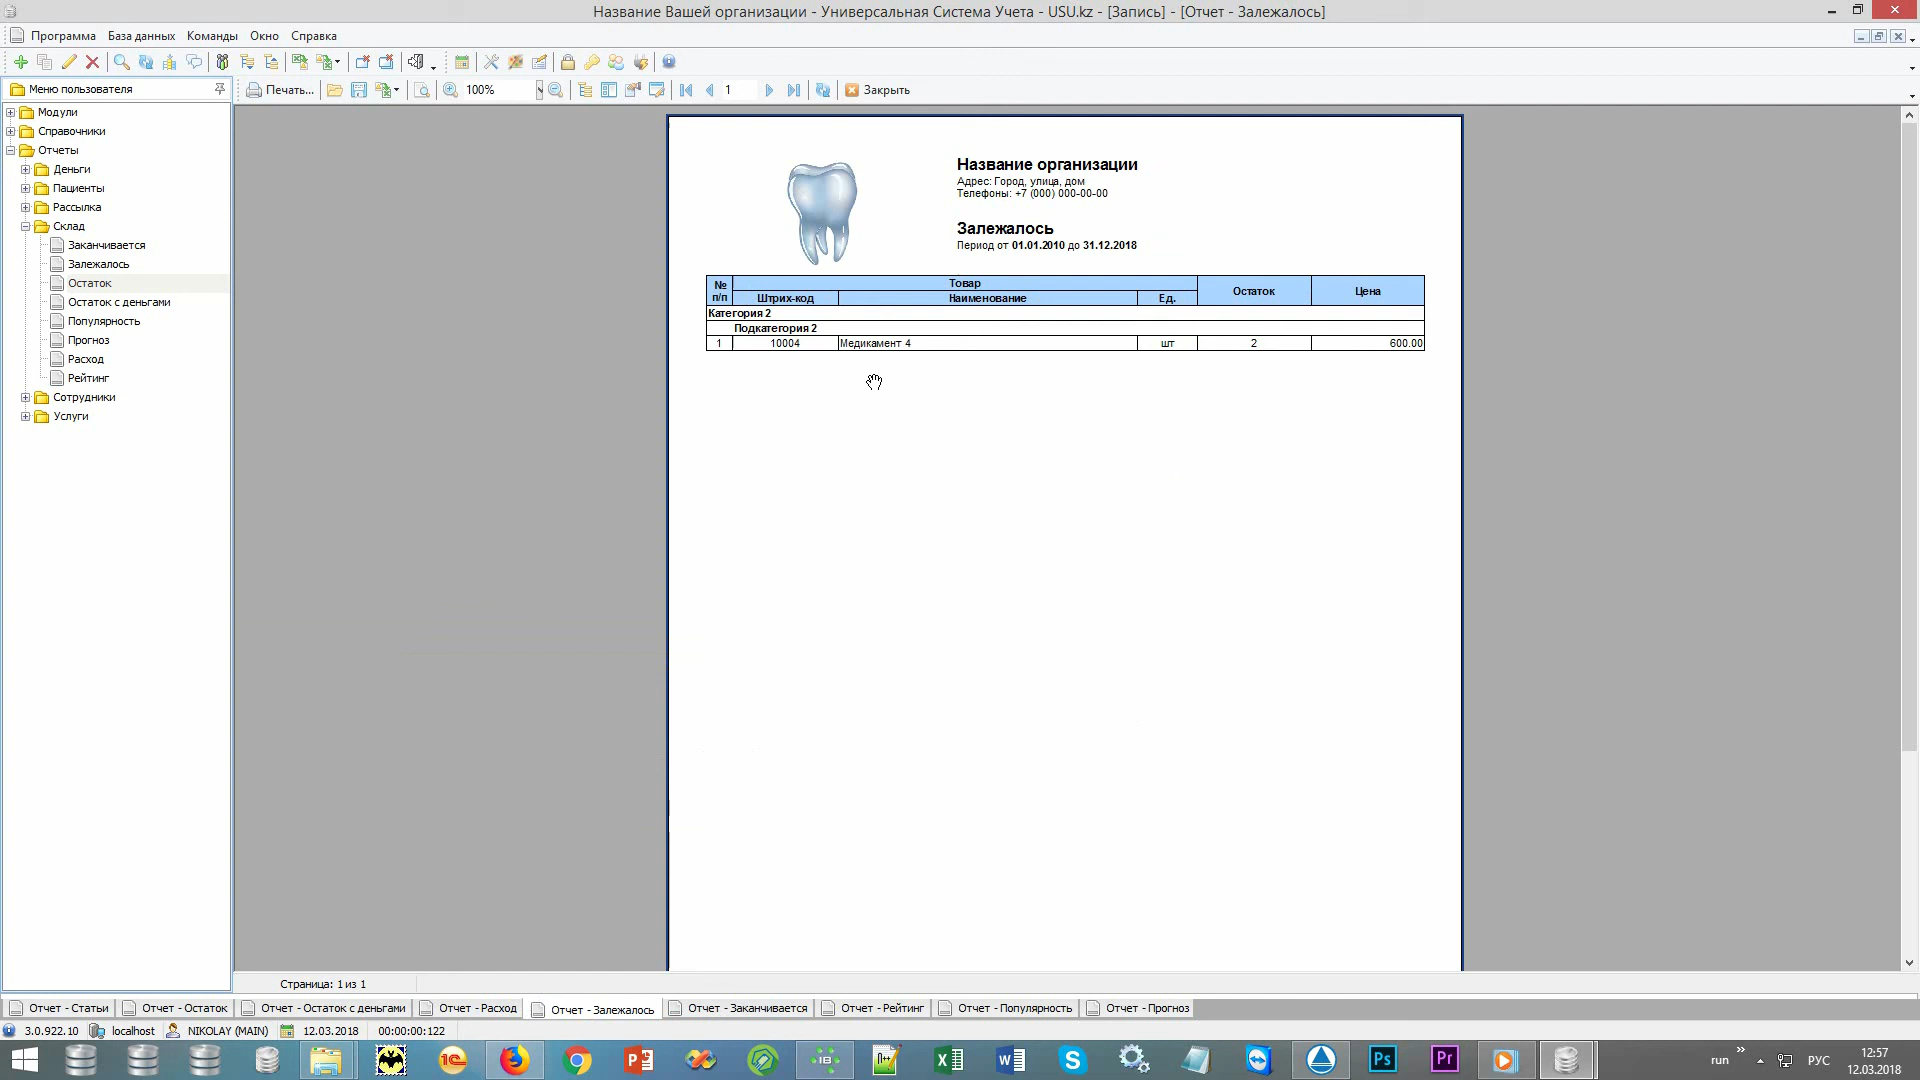 Название Вашей организации - Универсальная Система Учета - USU.kz - [Запись] - [Отчет - Залежалось]
Программа База данных Команды Окно Справка
Меню пользователя
Печать... 100% 1 Закрыть
Модули
Справочники
Отчеты
Деньги
Пациенты
Рассылка
Склад
Заканчивается
Залежалось
Остаток
Остаток с деньгами
Популярность
Прогноз
Расход
Рейтинг
Сотрудники
Услуги
Название организации
Адрес: Город, улица, дом
Телефоны: +7 (000) 000-00-00
Залежалось
Период от 01.01.2010 до 31.12.2018
№ п/п Товар Остаток Цена
Штрих-код Наименование Ед.
Категория 2
Подкатегория 2
1 10004 Медикамент 4 шт 2 600.00
Страница: 1 из 1
Отчет - Статьи Отчет - Остаток Отчет - Остаток с деньгами Отчет - Расход Отчет - Залежалось Отчет - Заканчивается Отчет - Рейтинг Отчет - Популярность Отчет - Прогноз
3.0.922.10 localhost NIKOLAY (MAIN) 12.03.2018 00:00:00:122
run » РУС 12:57
12.03.2018